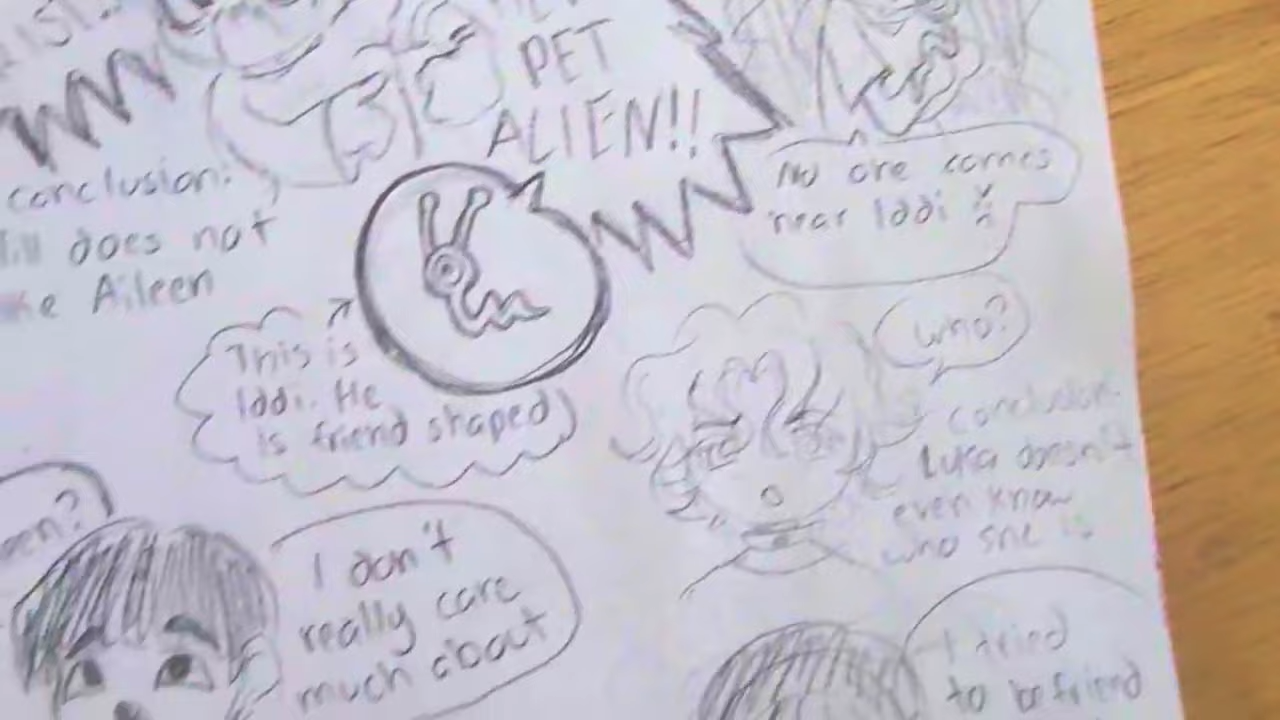 PET
ALIEN!!
conclusion:
does not
Aileen
No one comes
near Iddi
This is
Iddi. He
is friend shaped
who?
conclusion.
Luka doesn't
even know
who she is
I don't
really care
much about
I tried
to befriend